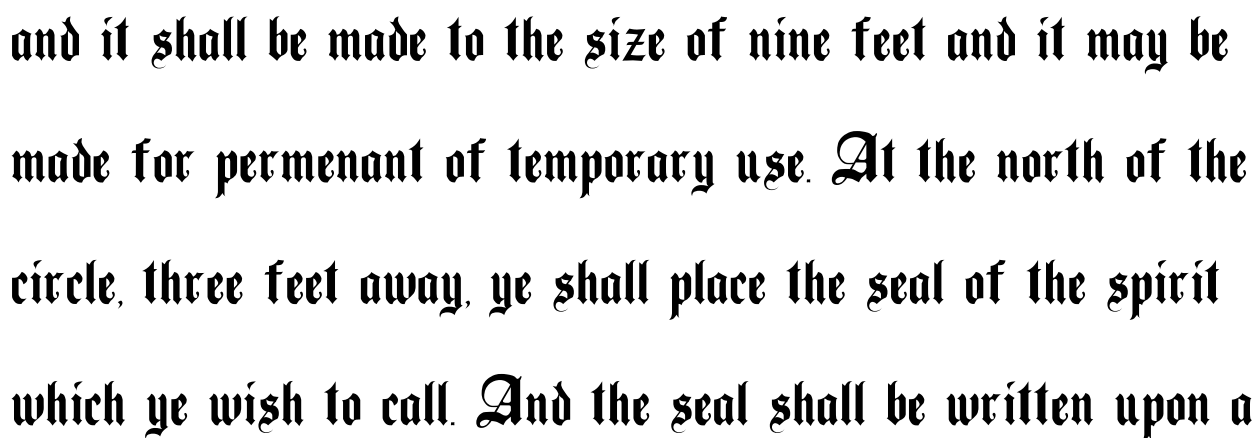 and it shall be made to the size of nine feet and it may be
made for permenant of temporary use. At the north of the
circle, three feet away, ye shall place the seal of the spirit
which ye wish to call. And the seal shall be written upon a